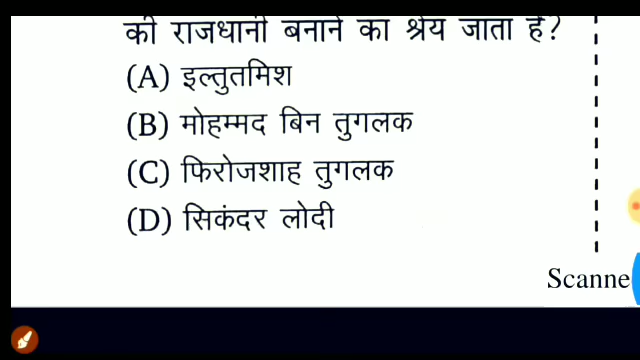 की राजधानी बनाने का श्रेय जाता है?
(A) इल्तुतमिश
(B) मोहम्मद बिन तुगलक
(C) फिरोजशाह तुगलक
(D) सिकंदर लोदी
Scanne